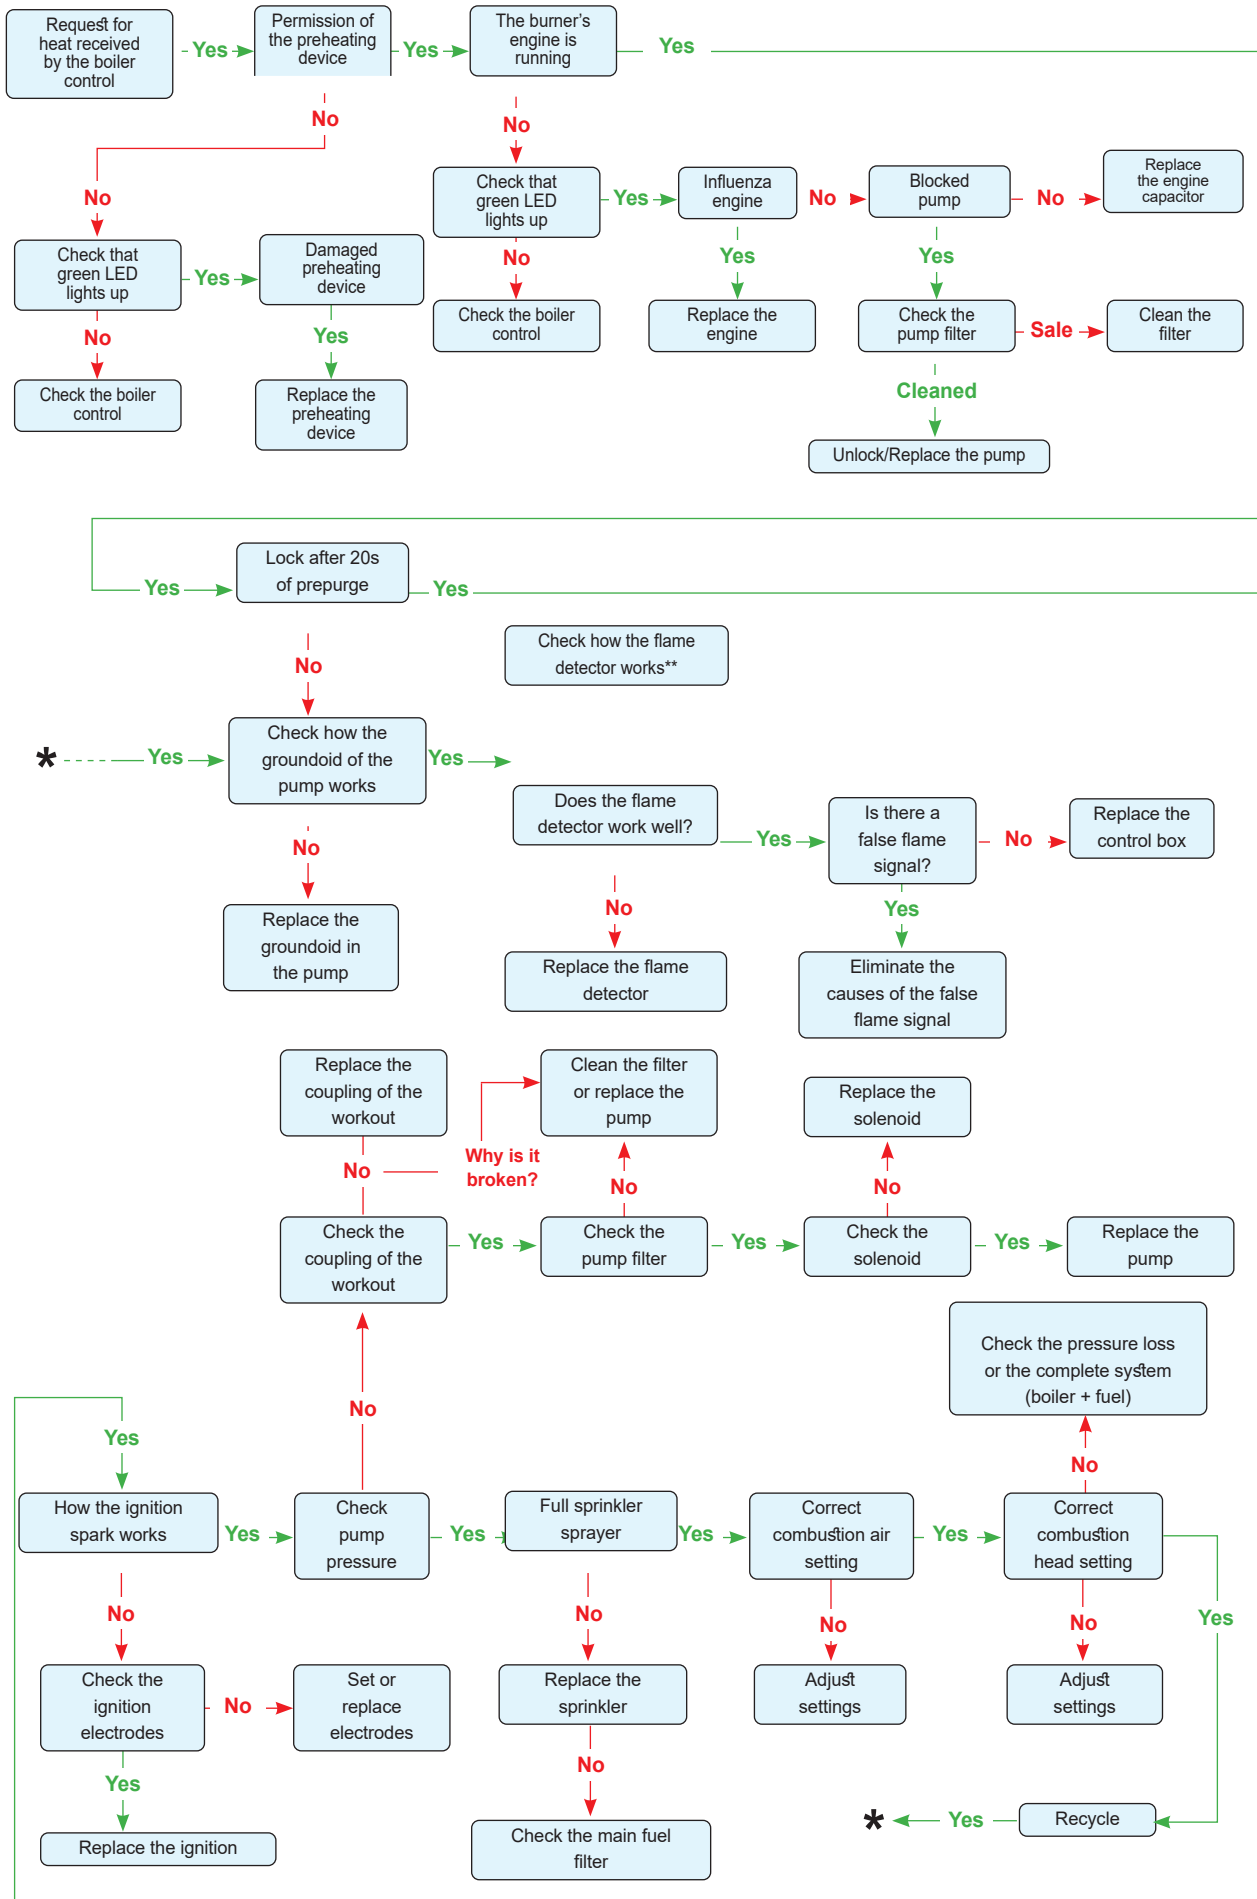 Request for
heat received
by the boiler
control
Yes
Permission of
the preheating
device
Yes
The burner's
engine is
running
Yes
No
No
No
Check that
green LED
lights up
Yes
Influenza
engine
No
Blocked
pump
No
Replace
the engine
capacitor
Check that
green LED
lights up
Yes
Damaged
preheating
device
No
Yes
Yes
Check the boiler
control
Replace the
engine
Check the
pump filter
Sale
Clean the
filter
No
Yes
Check the boiler
control
Replace the
preheating
device
Cleaned
Unlock/Replace the pump
Yes
Lock after 20s
of prepurge
Yes
No
Check how the flame
detector works**
*
Yes
Check how the
groundoid of the
pump works
Yes
Does the flame
detector work well?
Yes
Is there a
false flame
signal?
No
Replace the
control box
No
No
Yes
Replace the
groundoid in
the pump
Replace the flame
detector
Eliminate the
causes of the false
flame signal
Replace the
coupling of the
workout
Clean the filter
or replace the
pump
Replace the
solenoid
No
Why is it
broken?
No
No
Check the
coupling of the
workout
Yes
Check the
pump filter
Yes
Check the
solenoid
Yes
Replace the
pump
Check the pressure loss
or the complete system
(boiler + fuel)
No
Yes
No
How the ignition
spark works
Yes
Check
pump
pressure
Yes
Full sprinkler
sprayer
Yes
Correct
combustion air
setting
Yes
Correct
combustion
head setting
Yes
No
No
No
No
Check the
ignition
electrodes
No
Set or
replace
electrodes
Replace the
sprinkler
Adjust
settings
Adjust
settings
Yes
No
Replace the ignition
Check the main fuel
filter
*
Yes
Recycle